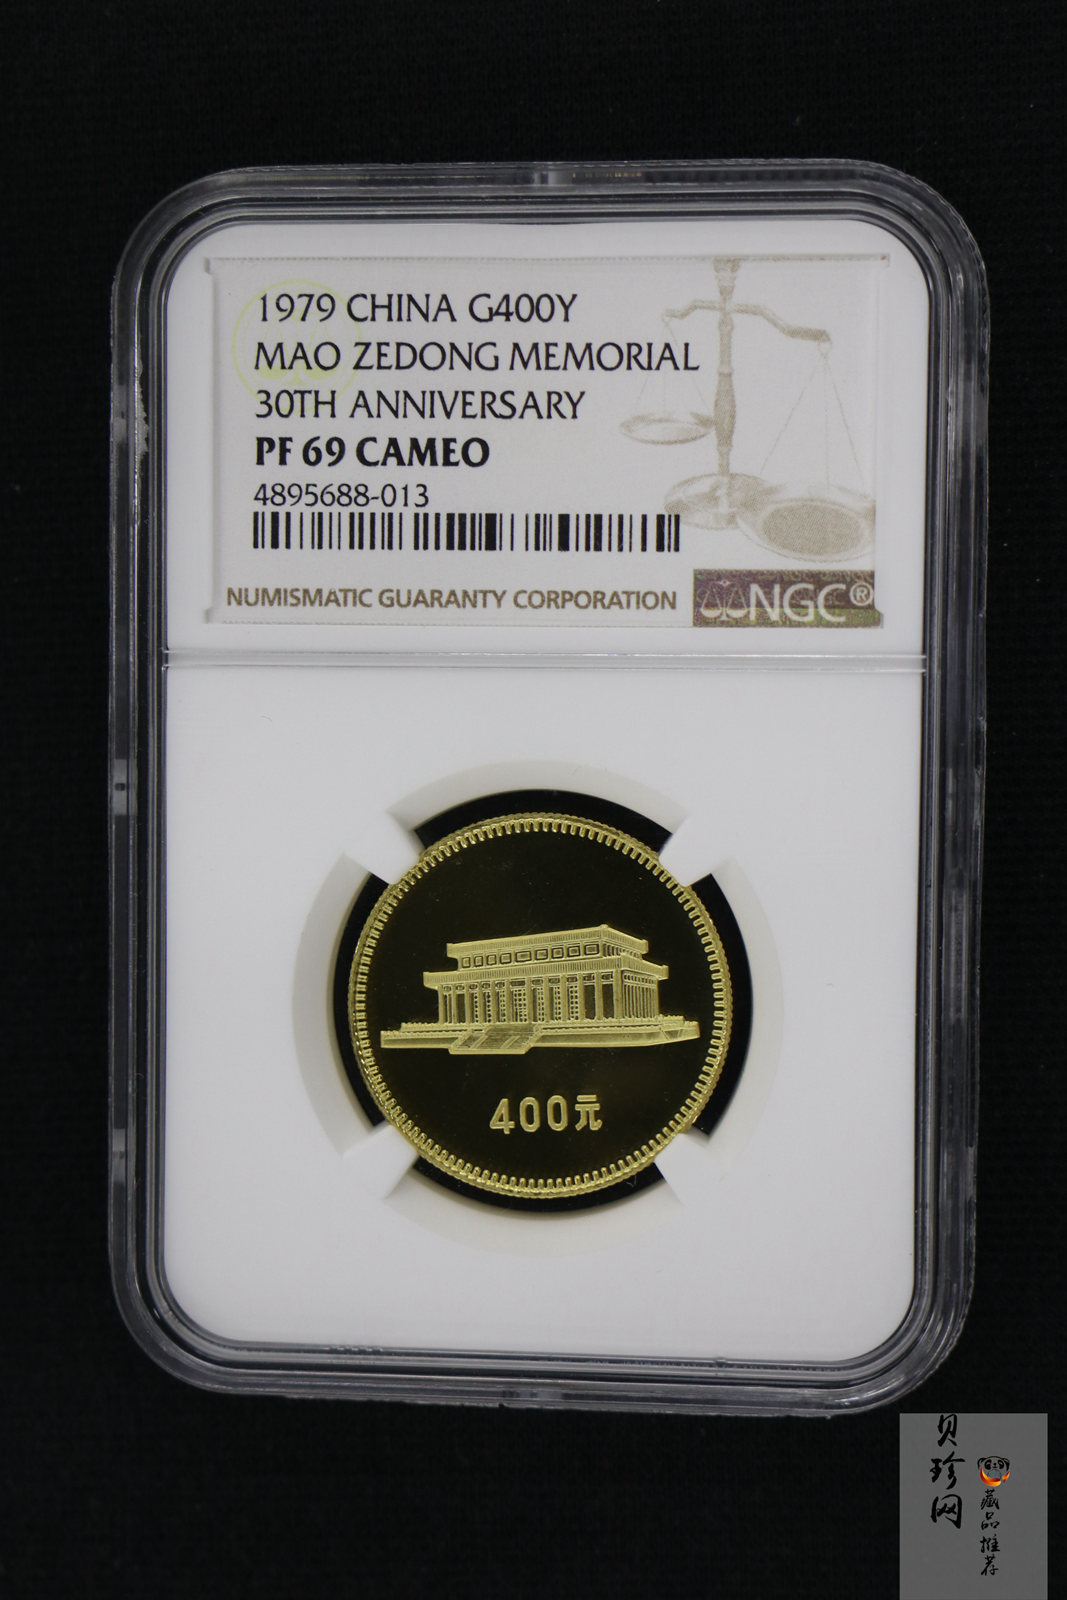 1979 CHINA G400Y
MAO ZEDONG MEMORIAL
30TH ANNIVERSARY
PF 69 CAMEO
4895688-013
NUMISMATIC GUARANTY CORPORATION
NGC®
400元
贝珍网
藏品推荐